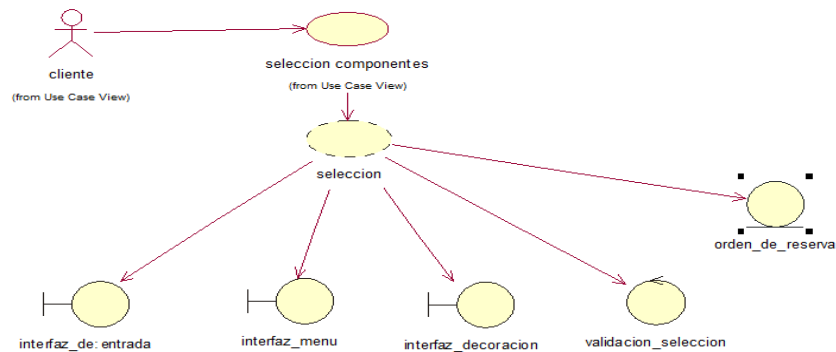 cliente
(from Use Case View)
seleccion componentes
(from Use Case View)
seleccion
orden_de_reserva
interfaz_de: entrada
interfaz_menu
interfaz_decoracion
validacion_seleccion